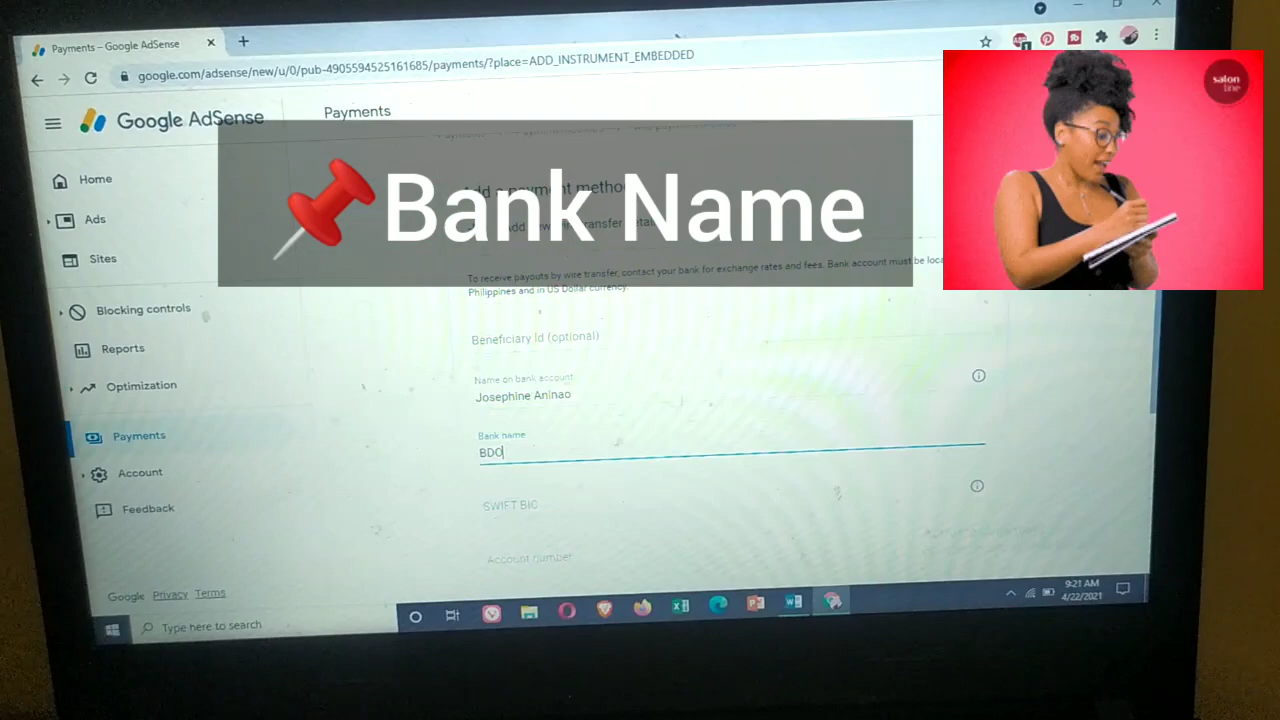 Payments – Google AdSense
google.com/adsense/new/u/0/pub-4905594525161685/payments/?place=ADD_INSTRUMENT_EMBEDDED
Google AdSense
Payments
salon
line
Home
Ads
Sites
Blocking controls
Reports
Optimization
Payments
Account
Feedback
Google Privacy Terms
Add a payment metho
📌Bank Name
To receive payouts by wire transfer, contact your bank for exchange rates and fees. Bank account must be loca
Philippines and in US Dollar currency.
Beneficiary Id (optional)
Name on bank account
Josephine Aninao
Bank name
BDO
SWIFT BIC
Account number
Type here to search
9:21 AM
4/22/2021